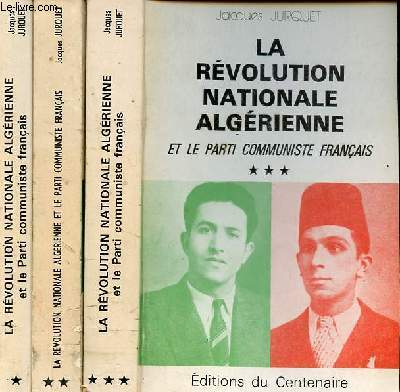 Le-livre.com
Jacques
JURQUET
LA RÉVOLUTION NATIONALE ALGÉRIENNE
et le Parti communiste français
★
Jacques JURQUET
LA RÉVOLUTION NATIONALE ALGÉRIENNE ET LE PARTI COMMUNISTE FRANÇAIS
★★
Jacques
JURQUET
LA RÉVOLUTION NATIONALE ALGÉRIENNE
et le Parti communiste français
★★★
Jacques JURQUET
LA
RÉVOLUTION
NATIONALE
ALGÉRIENNE
ET LE PARTI COMMUNISTE FRANÇAIS
★★★
Éditions du Centenaire